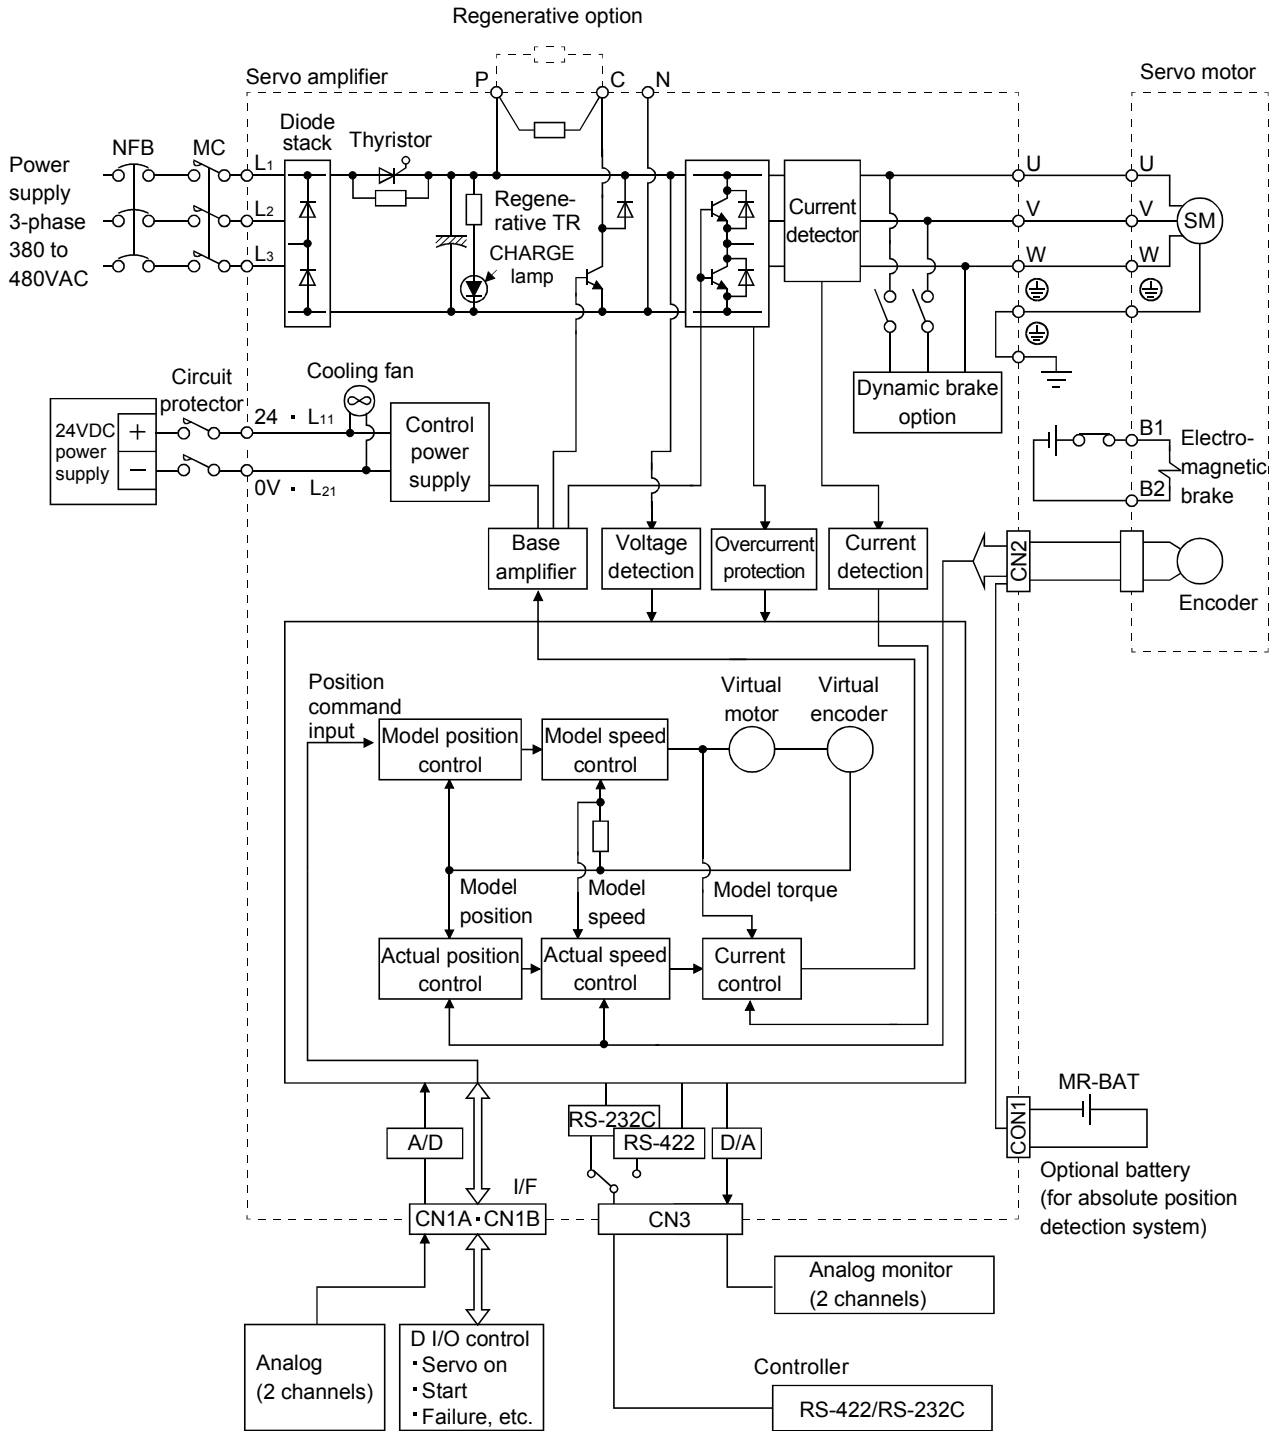 Regenerative option
Servo amplifier
P
C
N
Servo motor
Diode
stack
Thyristor
NFB
MC
L1
L2
L3
Power
supply
3-phase
380 to
480VAC
Regene-
rative TR
CHARGE
lamp
Current
detector
U
V
W
U
V
W
SM
Dynamic brake
option
Circuit
protector
Cooling fan
24VDC
power
supply
+
−
24 · L11
0V · L21
Control
power
supply
B1
B2
Electro-
magnetic
brake
Base
amplifier
Voltage
detection
Overcurrent
protection
Current
detection
CN2
Encoder
Position
command
input
Virtual
motor
Virtual
encoder
Model position
control
Model speed
control
Model
position
Model
speed
Model torque
Actual position
control
Actual speed
control
Current
control
A/D
I/F
RS-232C
RS-422
D/A
CON1
MR-BAT
Optional battery
(for absolute position
detection system)
CN1A · CN1B
CN3
Analog monitor
(2 channels)
Analog
(2 channels)
D I/O control
· Servo on
· Start
· Failure, etc.
Controller
RS-422/RS-232C